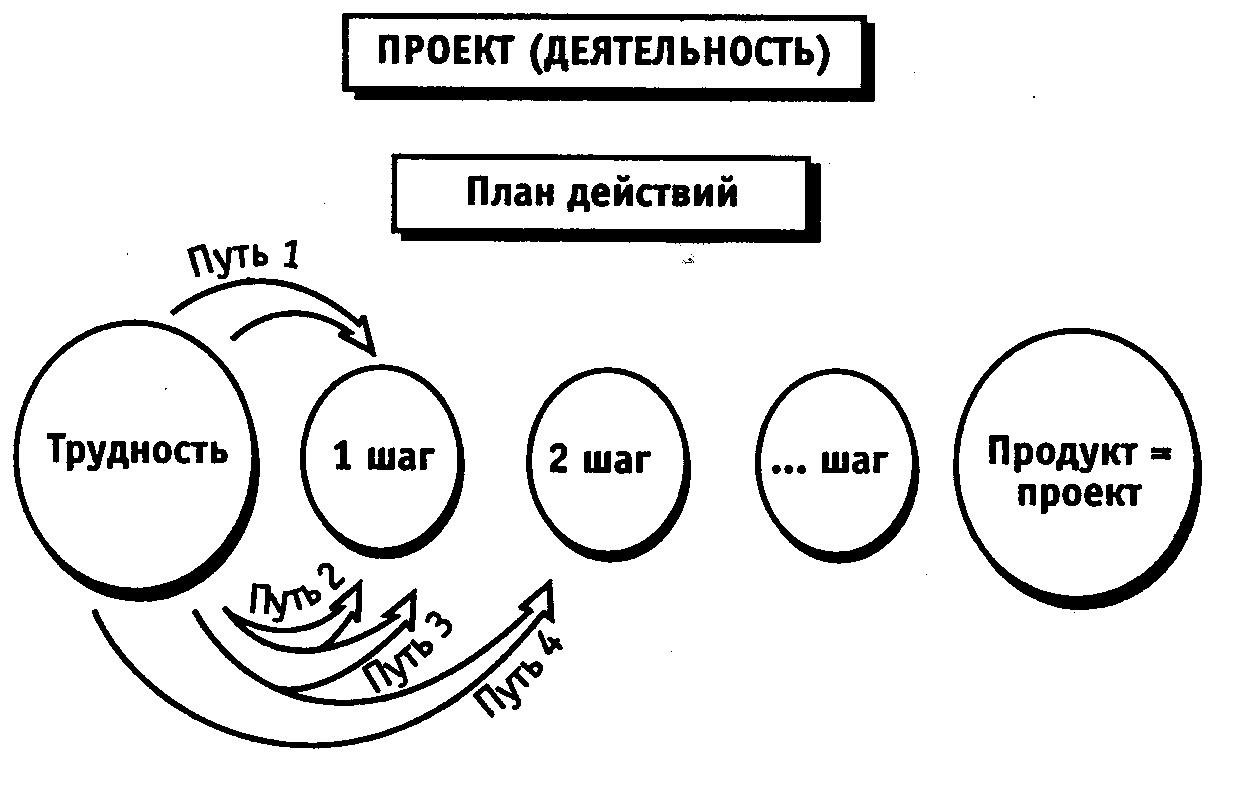 ПРОЕКТ (ДЕЯТЕЛЬНОСТЬ)
План действий
Путь 1
Трудность
1 шаг
2 шаг
... шаг
Продукт =
проект
Путь 2
Путь 3
Путь 4